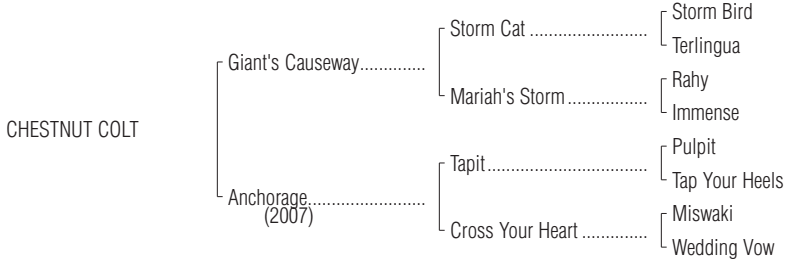 Storm Bird
Storm Cat ........................
Terlingua
Giant's Causeway..............
Rahy
Mariah's Storm.................
Immense
CHESTNUT COLT
Pulpit
Tapit.................................
Tap Your Heels
Anchorage.........................
(2007)
Miswaki
Cross Your Heart ..............
Wedding Vow